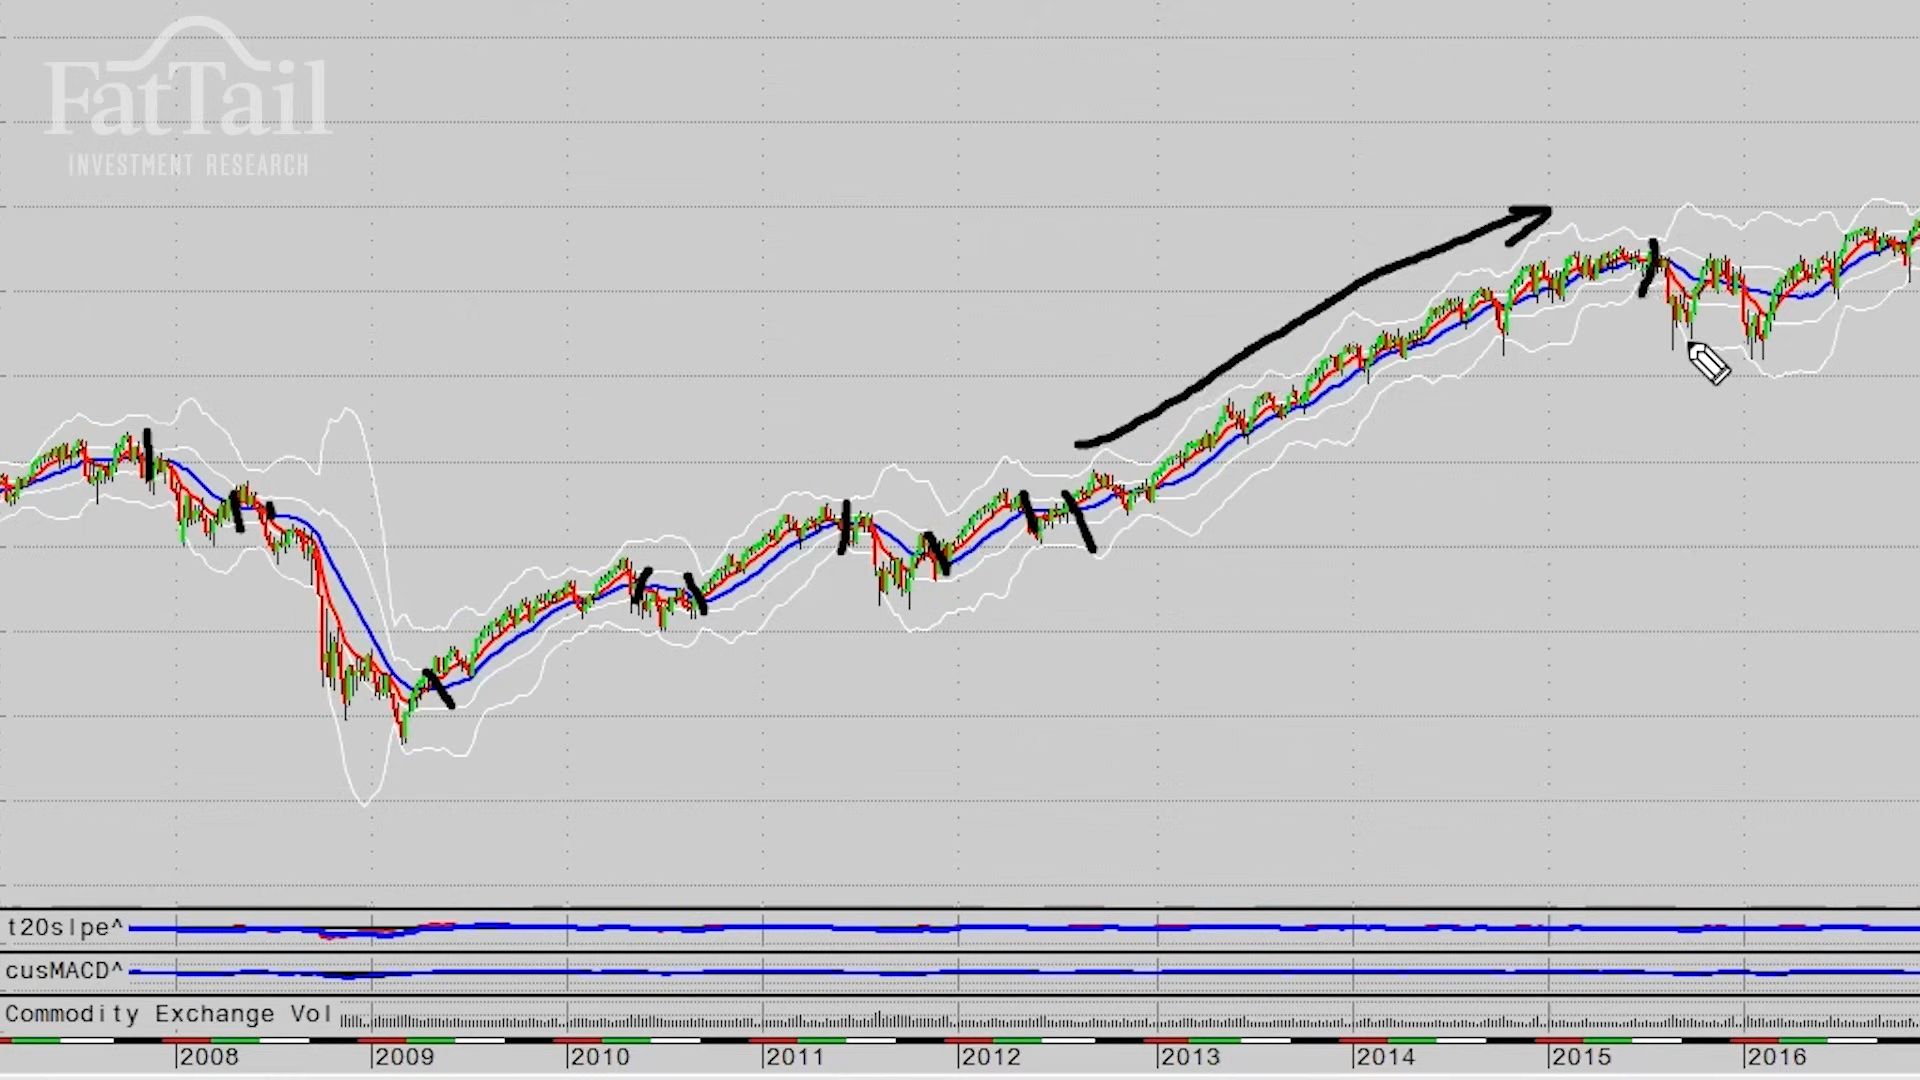 FatTail
INVESTMENT RESEARCH
t20slpe^
cusMACD^
Commodity Exchange Vol
2008 2009 2010 2011 2012 2013 2014 2015 2016